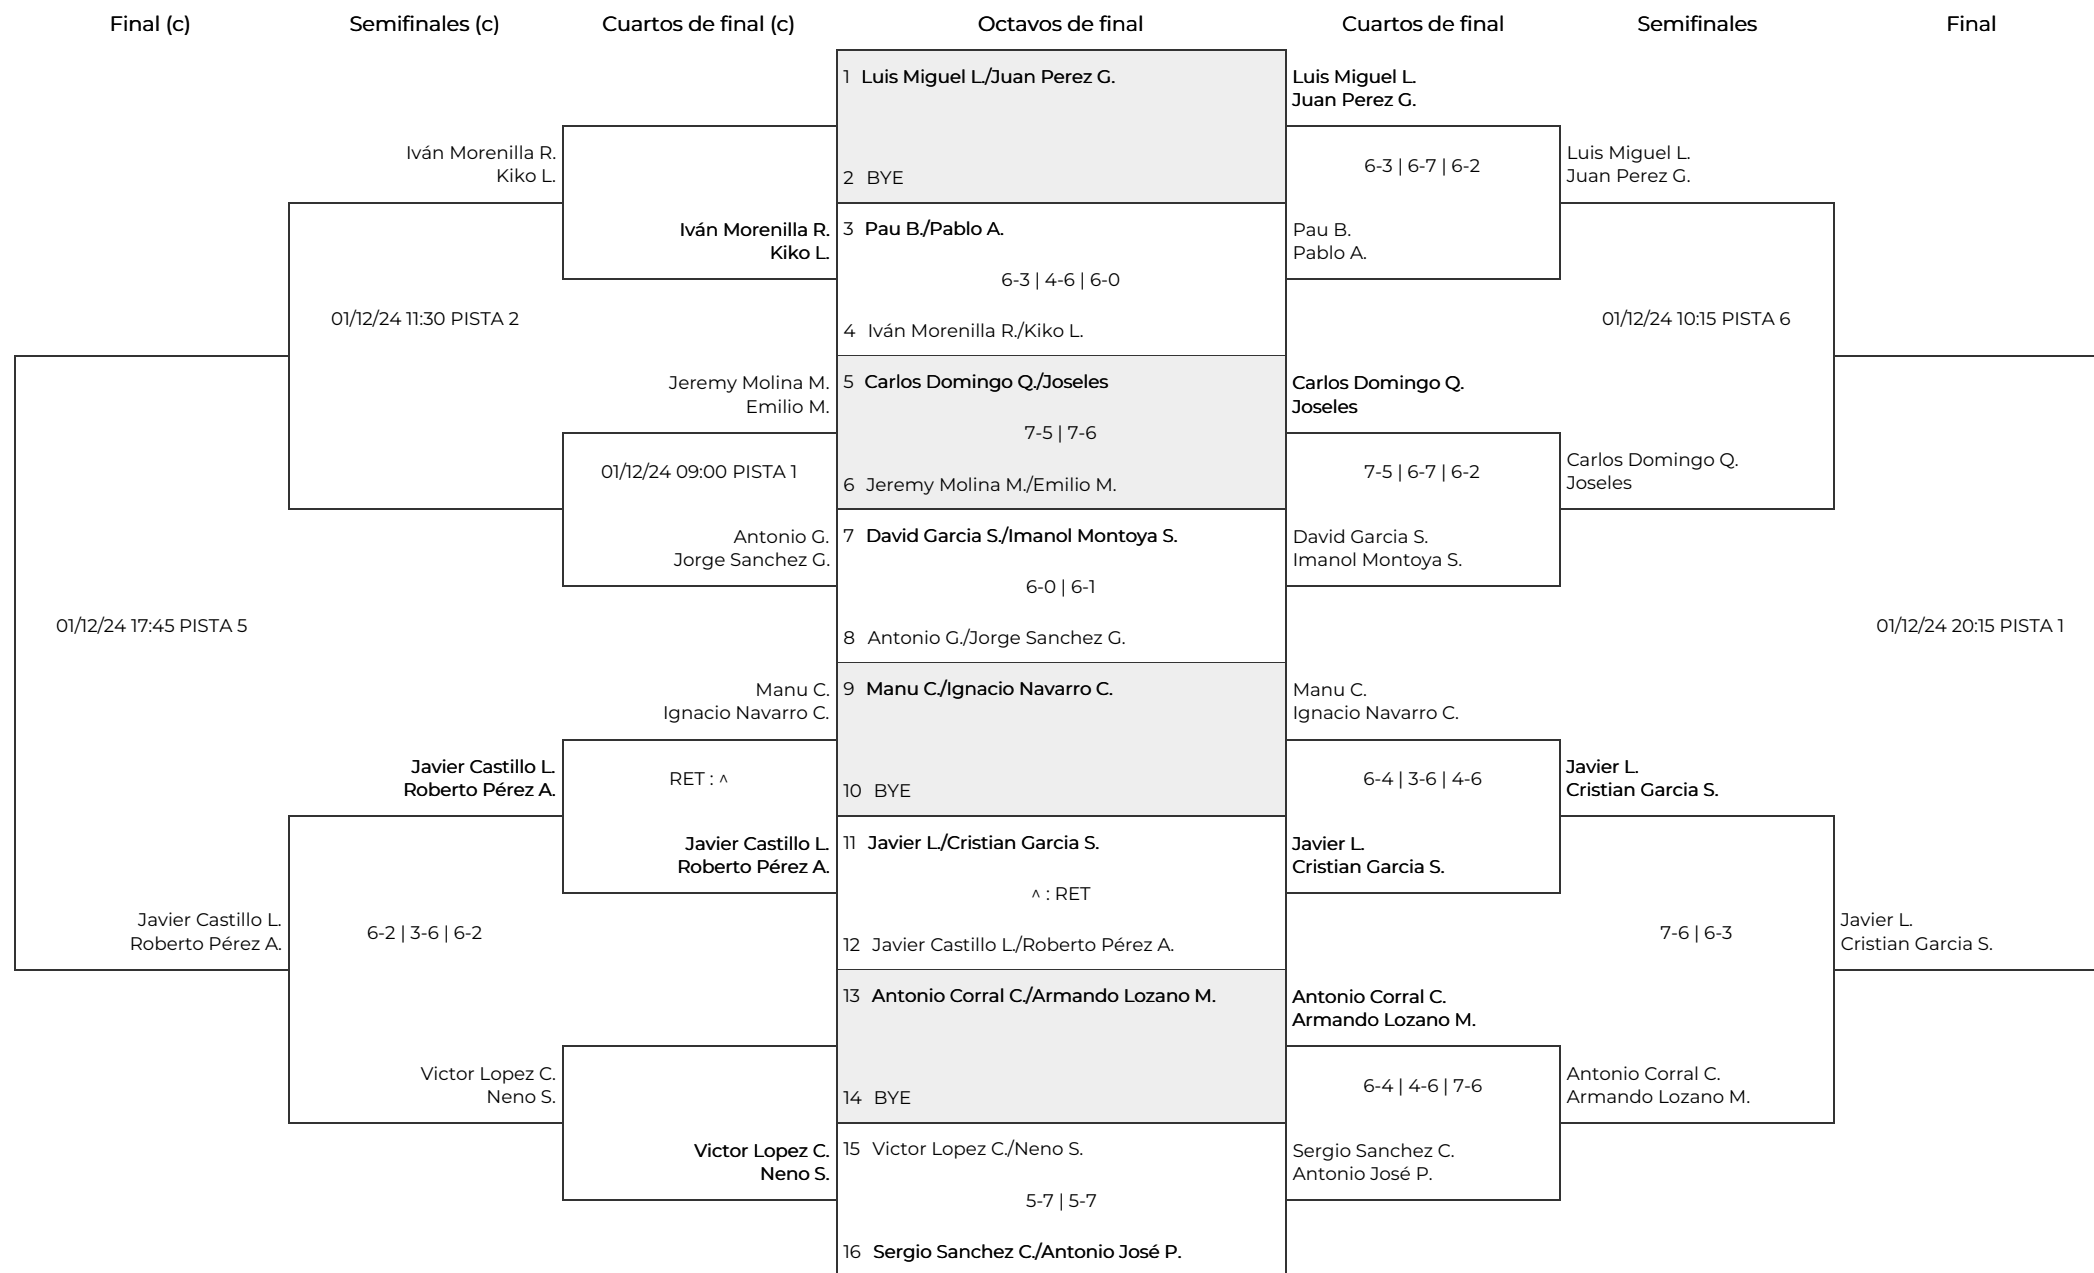 Final (c)
Semifinales (c)
Cuartos de final (c)
Octavos de final
Cuartos de final
Semifinales
Final
01/12/24 17:45 PISTA 5
Javier Castillo L.
Roberto Pérez A.
Iván Morenilla R.
Kiko L.
01/12/24 11:30 PISTA 2
Javier Castillo L.
Roberto Pérez A.
6-2 | 3-6 | 6-2
Victor Lopez C.
Neno S.
Iván Morenilla R.
Kiko L.
Jeremy Molina M.
Emilio M.
01/12/24 09:00 PISTA 1
Antonio G.
Jorge Sanchez G.
Manu C.
Ignacio Navarro C.
RET : ^
Javier Castillo L.
Roberto Pérez A.
Victor Lopez C.
Neno S.
1 Luis Miguel L./Juan Perez G.
2 BYE
3 Pau B./Pablo A.
6-3 | 4-6 | 6-0
4 Iván Morenilla R./Kiko L.
5 Carlos Domingo Q./Joseles
7-5 | 7-6
6 Jeremy Molina M./Emilio M.
7 David Garcia S./Imanol Montoya S.
6-0 | 6-1
8 Antonio G./Jorge Sanchez G.
9 Manu C./Ignacio Navarro C.
10 BYE
11 Javier L./Cristian Garcia S.
^ : RET
12 Javier Castillo L./Roberto Pérez A.
13 Antonio Corral C./Armando Lozano M.
14 BYE
15 Victor Lopez C./Neno S.
5-7 | 5-7
16 Sergio Sanchez C./Antonio José P.
Luis Miguel L.
Juan Perez G.
6-3 | 6-7 | 6-2
Pau B.
Pablo A.
Carlos Domingo Q.
Joseles
7-5 | 6-7 | 6-2
David Garcia S.
Imanol Montoya S.
Manu C.
Ignacio Navarro C.
6-4 | 3-6 | 4-6
Javier L.
Cristian Garcia S.
Antonio Corral C.
Armando Lozano M.
6-4 | 4-6 | 7-6
Sergio Sanchez C.
Antonio José P.
Luis Miguel L.
Juan Perez G.
01/12/24 10:15 PISTA 6
Carlos Domingo Q.
Joseles
Javier L.
Cristian Garcia S.
7-6 | 6-3
Antonio Corral C.
Armando Lozano M.
01/12/24 20:15 PISTA 1
Javier L.
Cristian Garcia S.